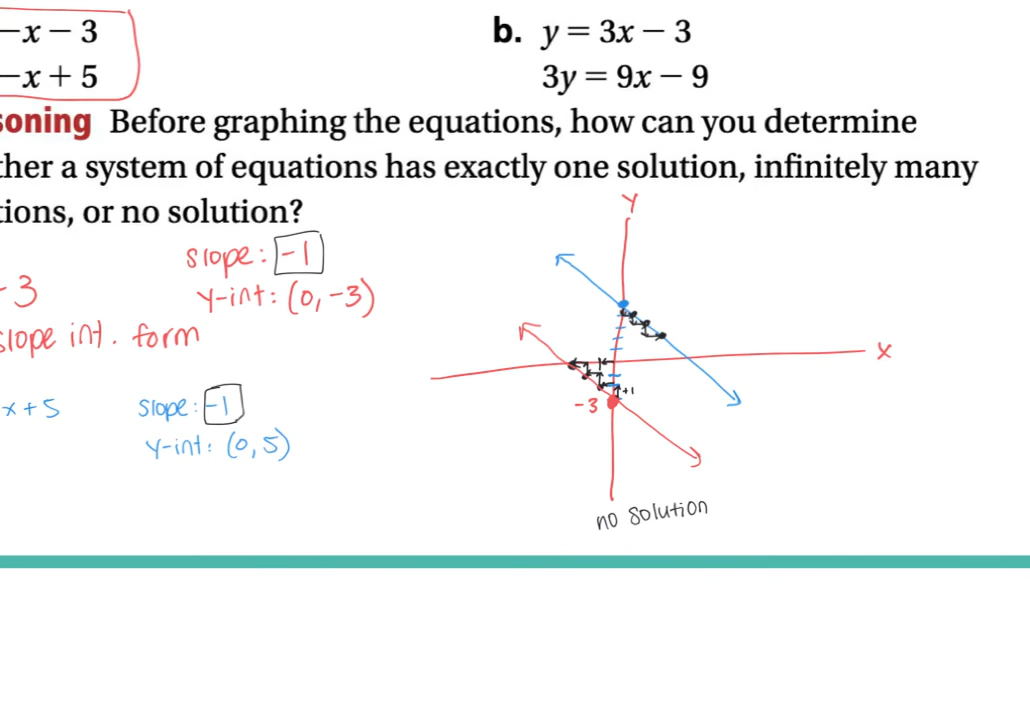 −x − 3
b. y = 3x − 3
−x + 5
3y = 9x − 9
soning Before graphing the equations, how can you determine
ther a system of equations has exactly one solution, infinitely many
tions, or no solution?
slope: -1
y-int: (0, -3)
-3
slope int. form
x + 5
slope: -1
y-int: (0, 5)
Y
X
+1
-3
no solution